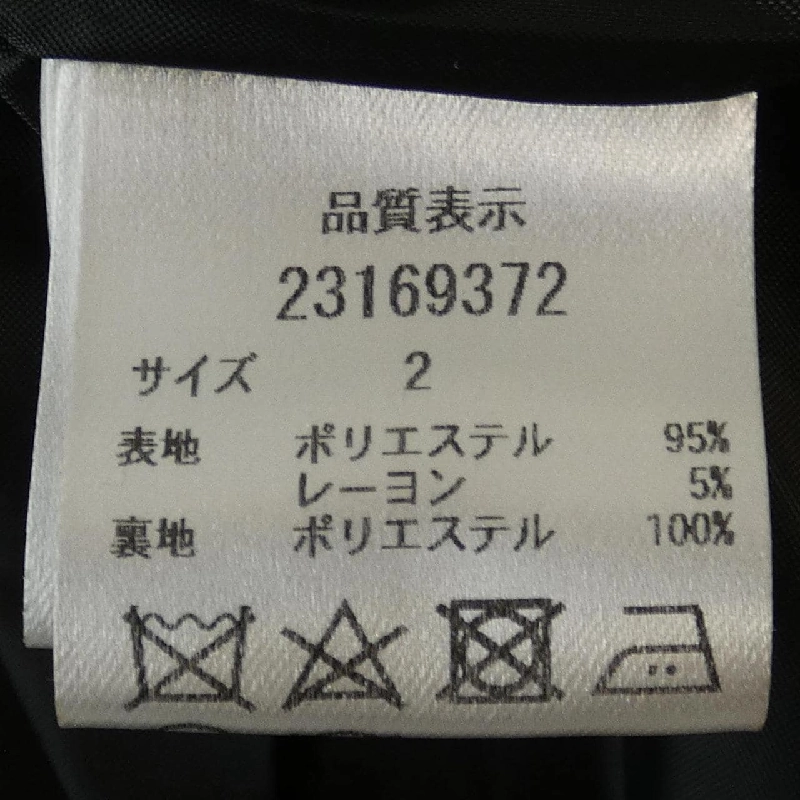 品質表示
23169372
サイズ 2
表地 ポリエステル 95%
レーヨン 5%
裏地 ポリエステル 100%